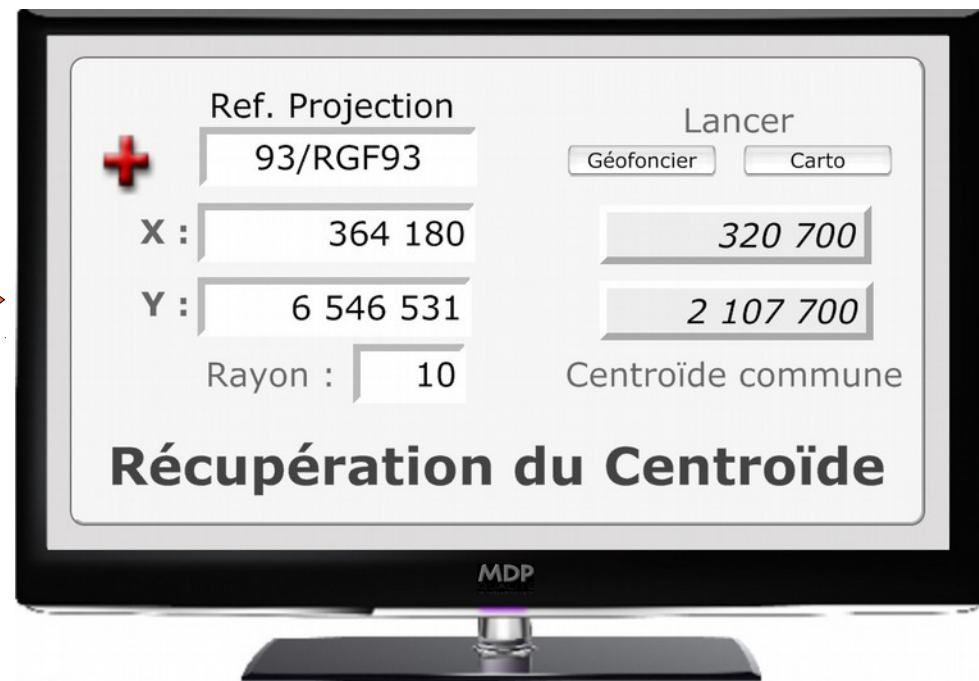 Ref. Projection
93/RGF93
Lancer
Géofoncier
Carto
X :
364 180
320 700
Y :
6 546 531
2 107 700
Rayon :
10
Centroïde commune
Récupération du Centroïde
MDP